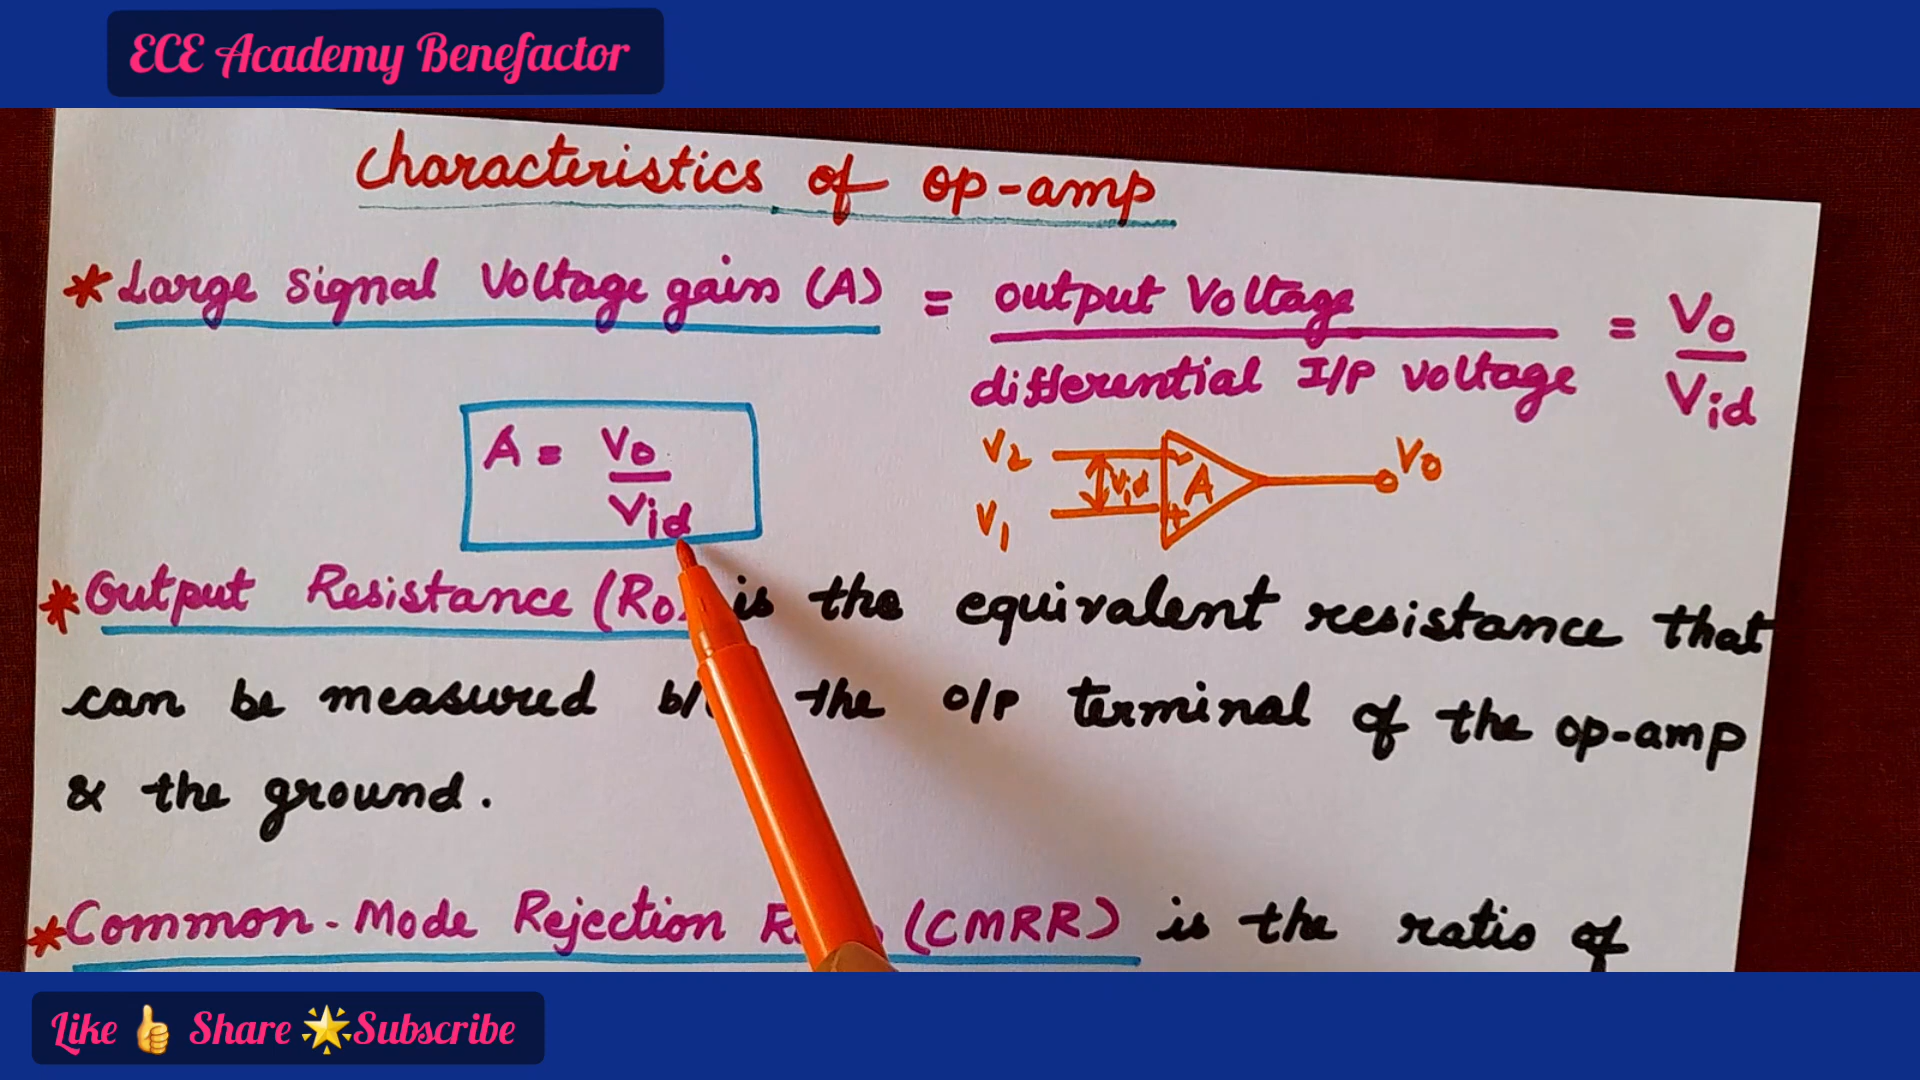 ECE Academy Benefactor
Characteristics of op-amp
* Large Signal Voltage gain (A) = output Voltage / differential I/P voltage = Vo / Vid
A = Vo / Vid
V2 - Vid A Vo
V1 +
* Output Resistance (Ro) is the equivalent resistance that
can be measured the o/p terminal of the op-amp
& the ground.
* Common-Mode Rejection (CMRR) is the ratio of
Like 👍 Share 🌟Subscribe